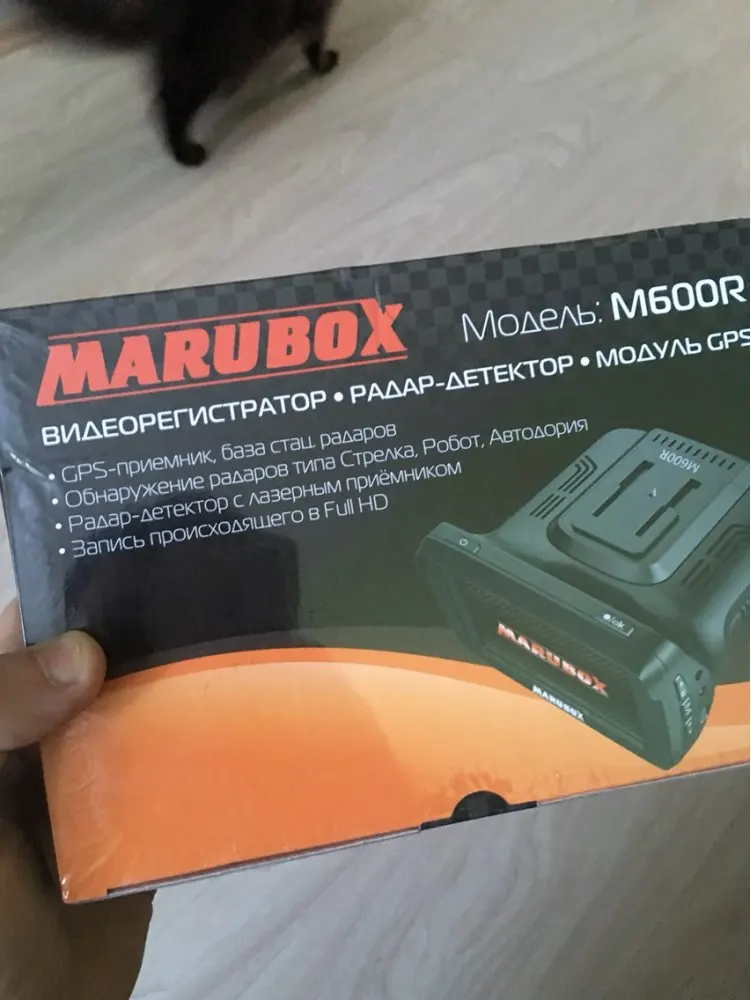 MARUBOX
Модель: M600R
ВИДЕОРЕГИСТРАТОР • РАДАР-ДЕТЕКТОР • МОДУЛЬ GPS
• GPS-приемник, база стац. радаров
• Обнаружение радаров типа Стрелка, Робот, Автодория
• Радар-детектор с лазерным приёмником
• Запись происходящего в Full HD
M600R
ok
MARUBOX
MARUBOX
M